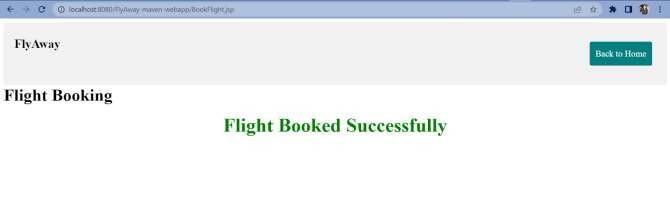 localhost:8080/FlyAway-maven-webapp/BookFlight.jsp
FlyAway
Back to Home
Flight Booking
Flight Booked Successfully